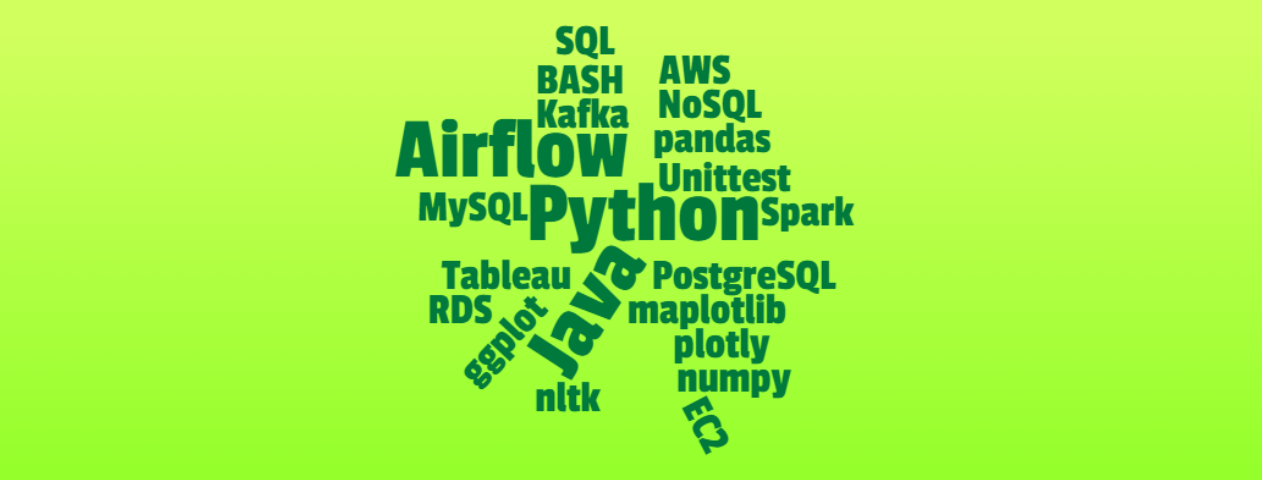 SQL
BASH
AWS
Kafka
NoSQL
Airflow
pandas
Unittest
MySQL
Python
Spark
Tableau
Java
PostgreSQL
RDS
ggplot
maplotlib
plotly
nltk
numpy
EC2